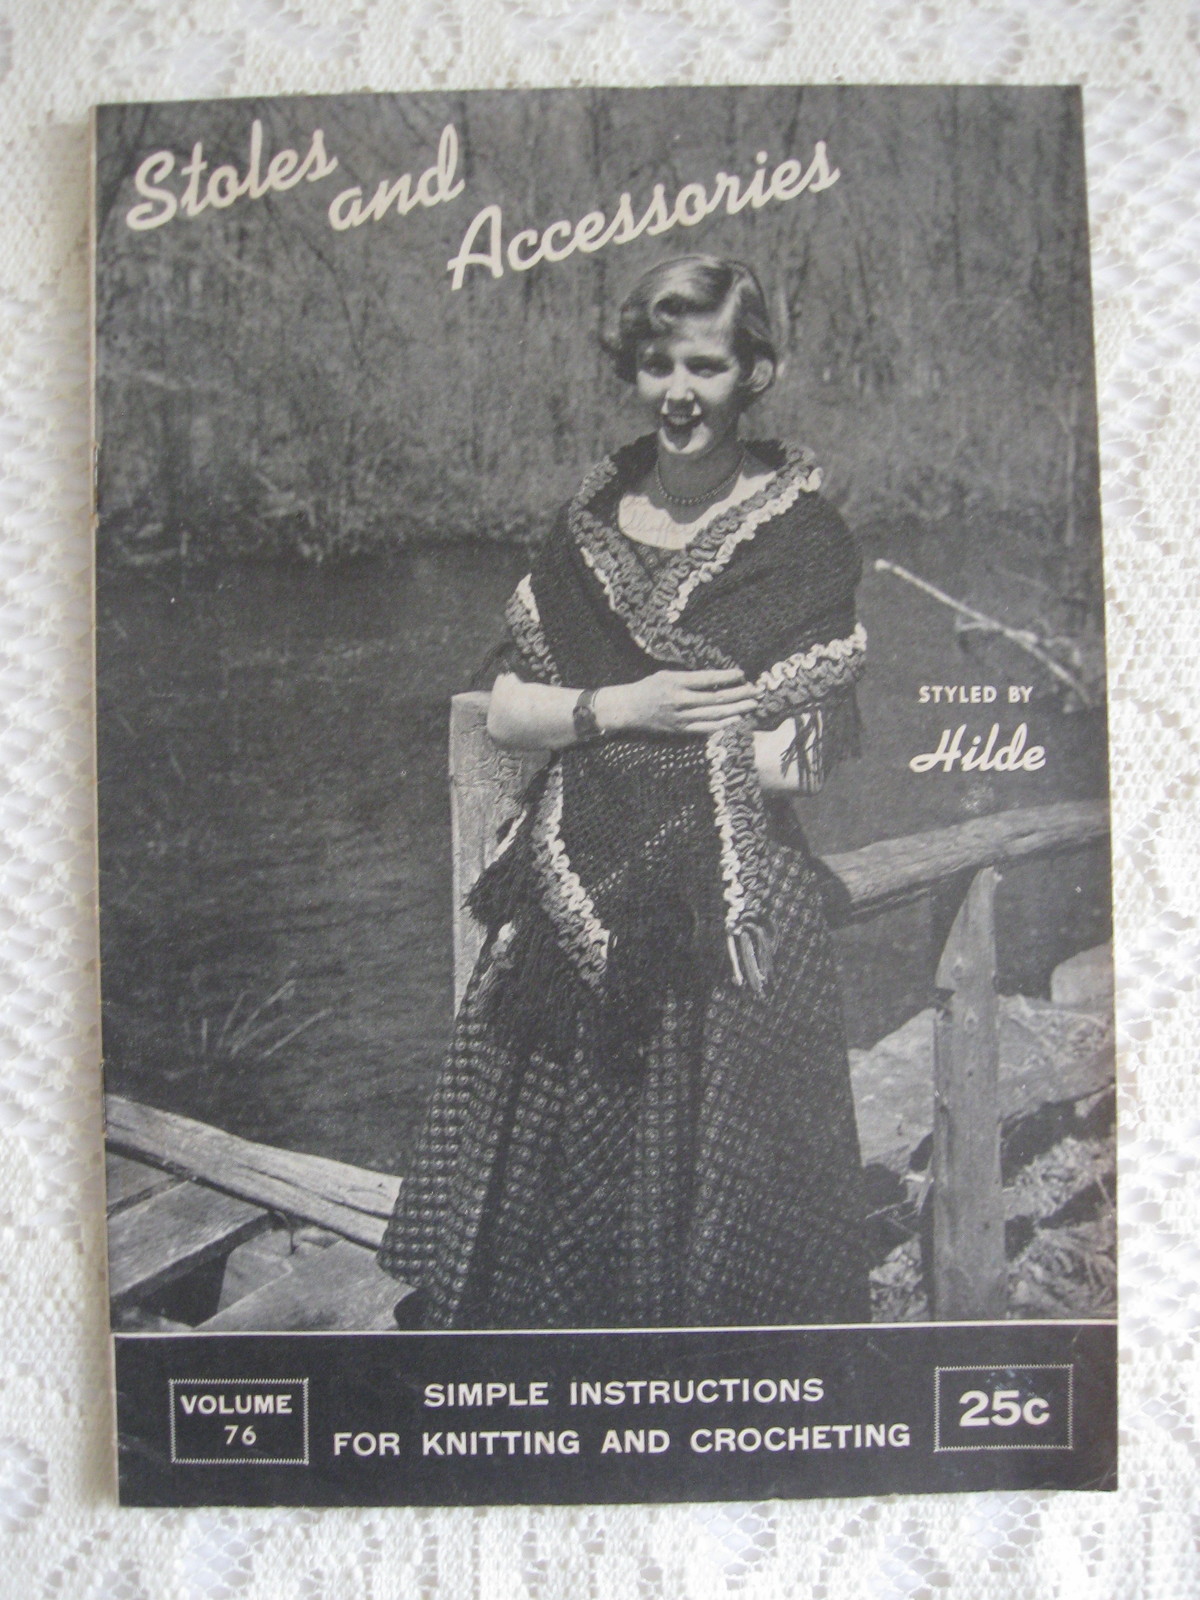 Stoles
and
Accessories
STYLED BY
Hilde
VOLUME
76
SIMPLE INSTRUCTIONS
FOR KNITTING AND CROCHETING
25c